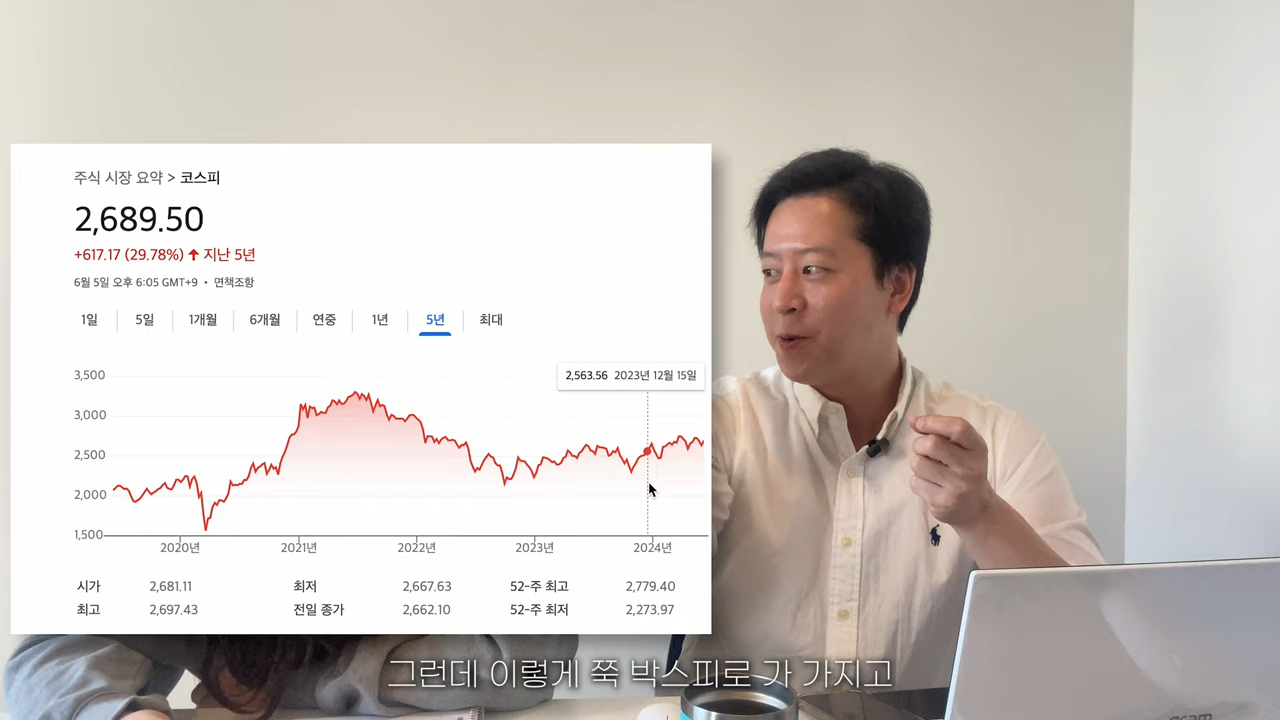 주식 시장 요약 > 코스피
2,689.50
+617.17 (29.78%) ↑ 지난 5년
6월 5일 오후 6:05 GMT+9 • 면책조항
1일 5일 1개월 6개월 연중 1년 5년 최대
2,563.56 2023년 12월 15일
3,500
3,000
2,500
2,000
1,500
2020년 2021년 2022년 2023년 2024년
시가 2,681.11 최저 2,667.63 52-주 최고 2,779.40
최고 2,697.43 전일 종가 2,662.10 52-주 최저 2,273.97
그런데 이렇게 쭉 박스피로 가 가지고
gram